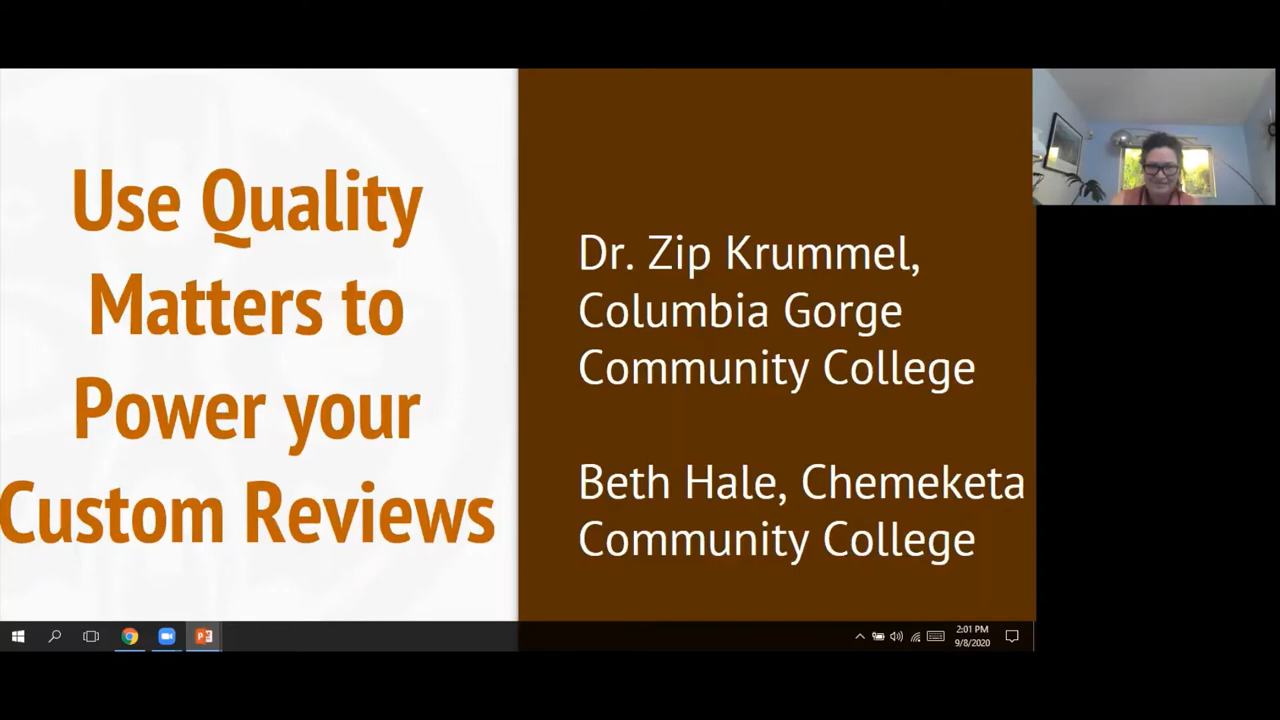 Use Quality
Matters to
Power your
Custom Reviews
Dr. Zip Krummel,
Columbia Gorge
Community College
Beth Hale, Chemeketa
Community College
2:01 PM
9/8/2020